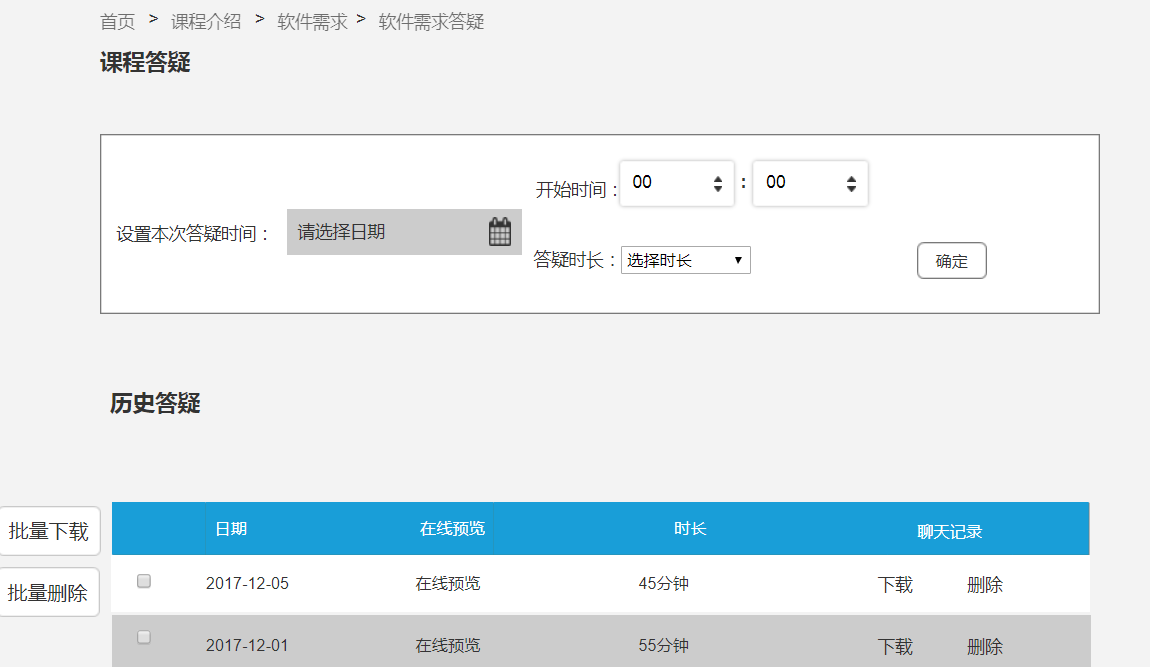 首页 > 课程介绍 > 软件需求 > 软件需求答疑
课程答疑
开始时间 : 00 : 00
设置本次答疑时间 : 请选择日期
答疑时长 : 选择时长 确定
历史答疑
批量下载
批量删除
日期 在线预览 时长 聊天记录
2017-12-05 在线预览 45分钟 下载 删除
2017-12-01 在线预览 55分钟 下载 删除